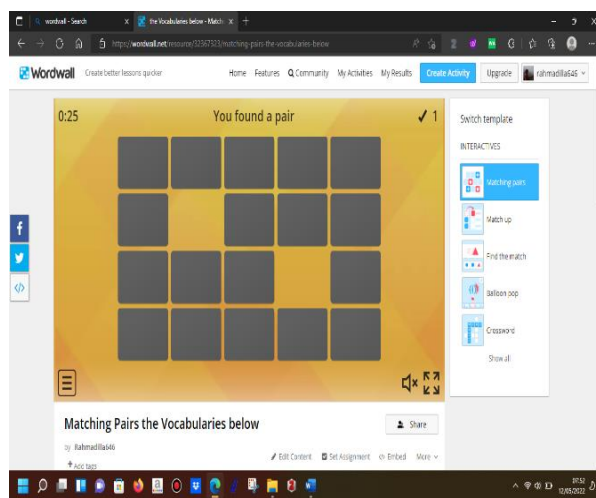 wordwall - Search
the Vocabularies below - Match
https://wordwall.net/resource/32367323/matching-pairs-the-vocabularies-below
Wordwall
Create better lessons quicker
Home Features Community My Activities My Results Create Activity Upgrade rahmadilla646
0:25 You found a pair ✓ 1
Switch template
INTERACTIVES
Matching pairs
Match up
Find the match
Balloon pop
Crossword
Show all
Matching Pairs the Vocabularies below
Share
by Rahmadilla646
Edit Content Set Assignment Embed More
Add tags
07:52
12/05/2022